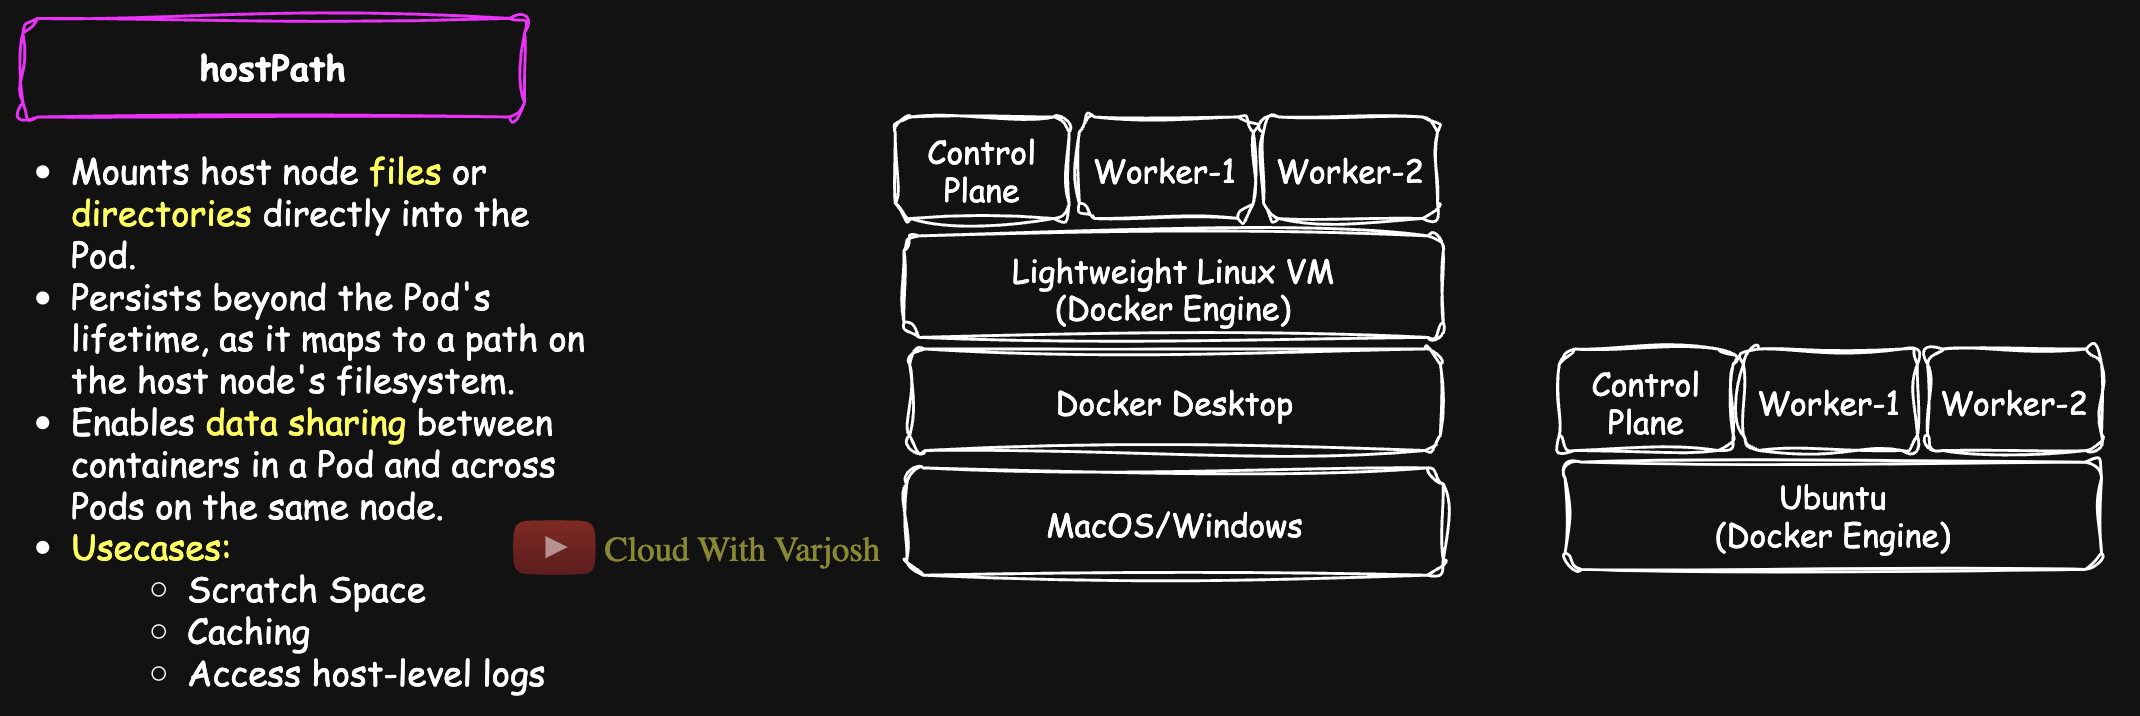 hostPath
• Mounts host node files or
directories directly into the
Pod.
• Persists beyond the Pod's
lifetime, as it maps to a path on
the host node's filesystem.
• Enables data sharing between
containers in a Pod and across
Pods on the same node.
• Usecases:
○ Scratch Space
○ Caching
○ Access host-level logs
Cloud With Varjosh
Control
Plane
Worker-1
Worker-2
Lightweight Linux VM
(Docker Engine)
Docker Desktop
MacOS/Windows
Control
Plane
Worker-1
Worker-2
Ubuntu
(Docker Engine)